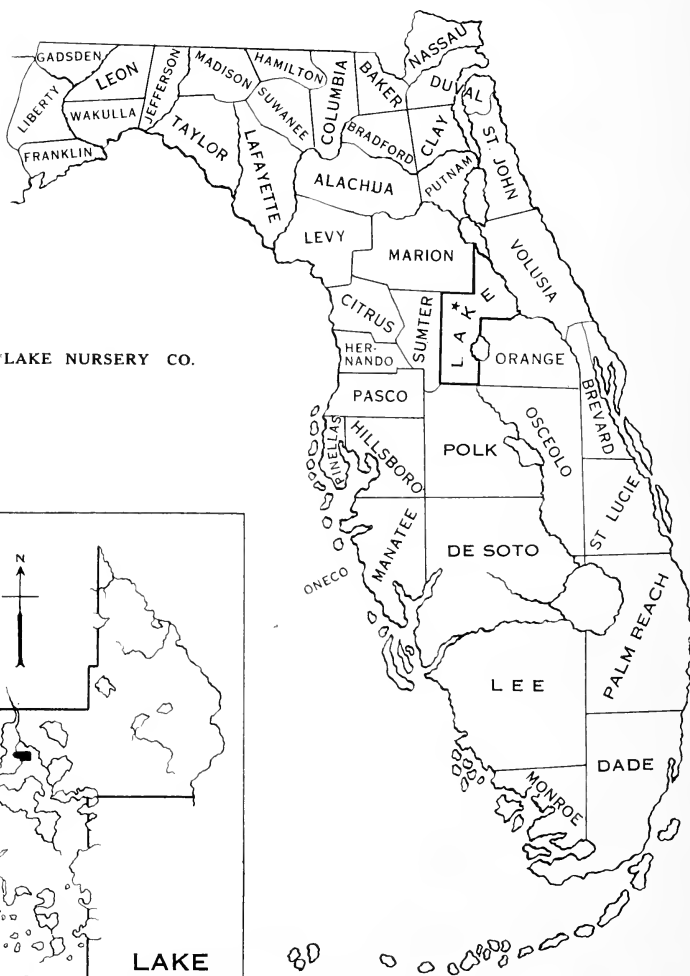 GADSDEN
LEON
JEFFERSON
MADISON
HAMILTON
COLUMBIA
BAKER
NASSAU
DUVAL
LIBERTY
WAKULLA
FRANKLIN
TAYLOR
LAFAYETTE
SUWANEE
BRADFORD
CLAY
ST. JOHN
ALACHUA
PUTNAM
LEVY
MARION
VOLUSIA
CITRUS
SUMTER
LAKE
HER-
NANDO
ORANGE
BREVARD
LAKE NURSERY CO.
PASCO
PINELLAS
HILLSBORO
POLK
OSCEOLO
ST LUCIE
MANATEE
DE SOTO
ONECO
PALM BEACH
LEE
DADE
MONROE
N
LAKE